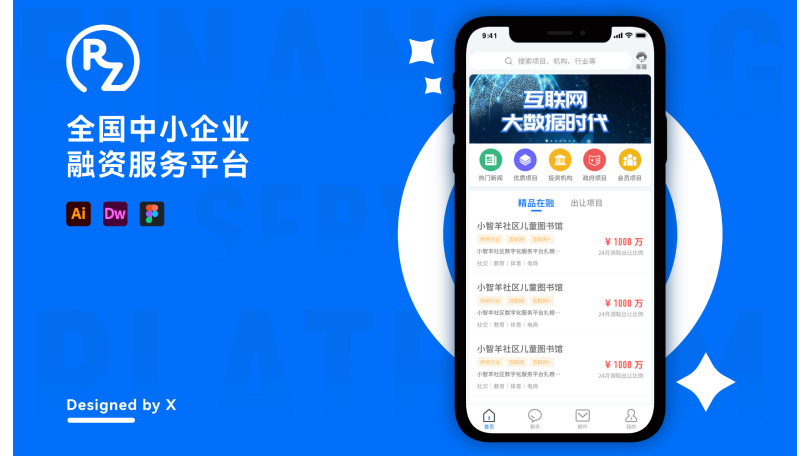 FINANCING
SERV
PLATF M
RZ
全国中小企业
融资服务平台
Ai Dw
Designed by X
9:41
搜索项目、机构、行业等
客服
互联网
大数据时代
热门新闻 优质项目 投资机构 政府项目 会员项目
精品在融 出让项目
小智羊社区儿童图书馆
传统行业 互联网 互联网+
¥ 1000 万
小智羊社区数字化服务平台扎根…
24月调取出让比例
社交 | 教育 | 体育 | 电商
小智羊社区儿童图书馆
传统行业 互联网 互联网+
¥ 1000 万
小智羊社区数字化服务平台扎根…
24月调取出让比例
社交 | 教育 | 体育 | 电商
小智羊社区儿童图书馆
传统行业 互联网 互联网+
¥ 1000 万
小智羊社区数字化服务平台扎根…
24月调取出让比例
社交 | 教育 | 体育 | 电商
首页 聊天 邮件 我的